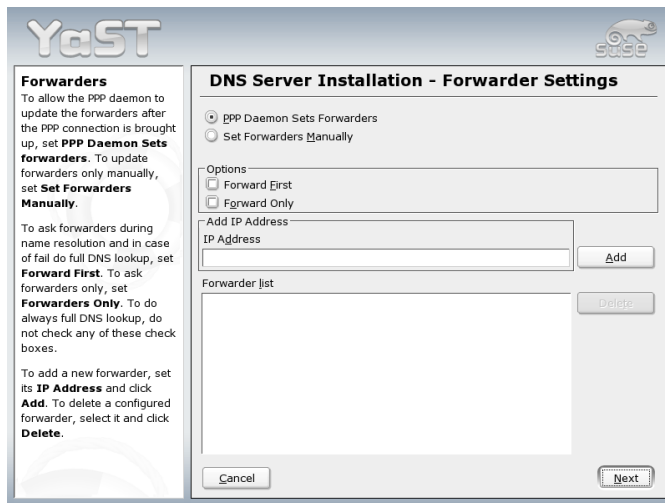 YaST
suse
Forwarders
To allow the PPP daemon to
update the forwarders after
the PPP connection is brought
up, set PPP Daemon Sets
forwarders. To update
forwarders only manually,
set Set Forwarders
Manually.
To ask forwarders during
name resolution and in case
of fail do full DNS lookup, set
Forward First. To ask
forwarders only, set
Forwarders Only. To do
always full DNS lookup, do
not check any of these check
boxes.
To add a new forwarder, set
its IP Address and click
Add. To delete a configured
forwarder, select it and click
Delete.
DNS Server Installation - Forwarder Settings
PPP Daemon Sets Forwarders
Set Forwarders Manually
Options
Forward First
Forward Only
Add IP Address
IP Address
Add
Forwarder list
Delete
Cancel
Next